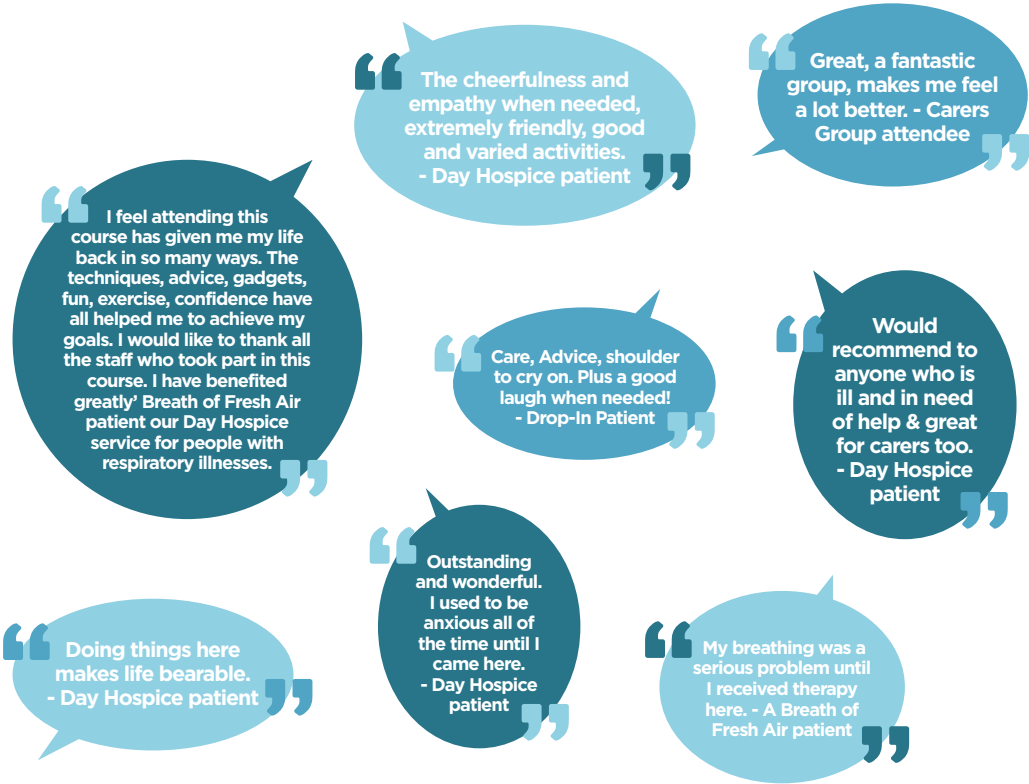 The cheerfulness and
empathy when needed,
extremely friendly, good
and varied activities.
- Day Hospice patient
Great, a fantastic
group, makes me feel
a lot better. - Carers
Group attendee
I feel attending this
course has given me my life
back in so many ways. The
techniques, advice, gadgets,
fun, exercise, confidence have
all helped me to achieve my
goals. I would like to thank all
the staff who took part in this
course. I have benefited
greatly’ Breath of Fresh Air
patient our Day Hospice
service for people with
respiratory illnesses.
Care, Advice, shoulder
to cry on. Plus a good
laugh when needed!
- Drop-In Patient
Would
recommend to
anyone who is
ill and in need
of help & great
for carers too.
- Day Hospice
patient
Outstanding
and wonderful.
I used to be
anxious all of
the time until I
came here.
- Day Hospice
patient
Doing things here
makes life bearable.
- Day Hospice patient
My breathing was a
serious problem until
I received therapy
here. - A Breath of
Fresh Air patient